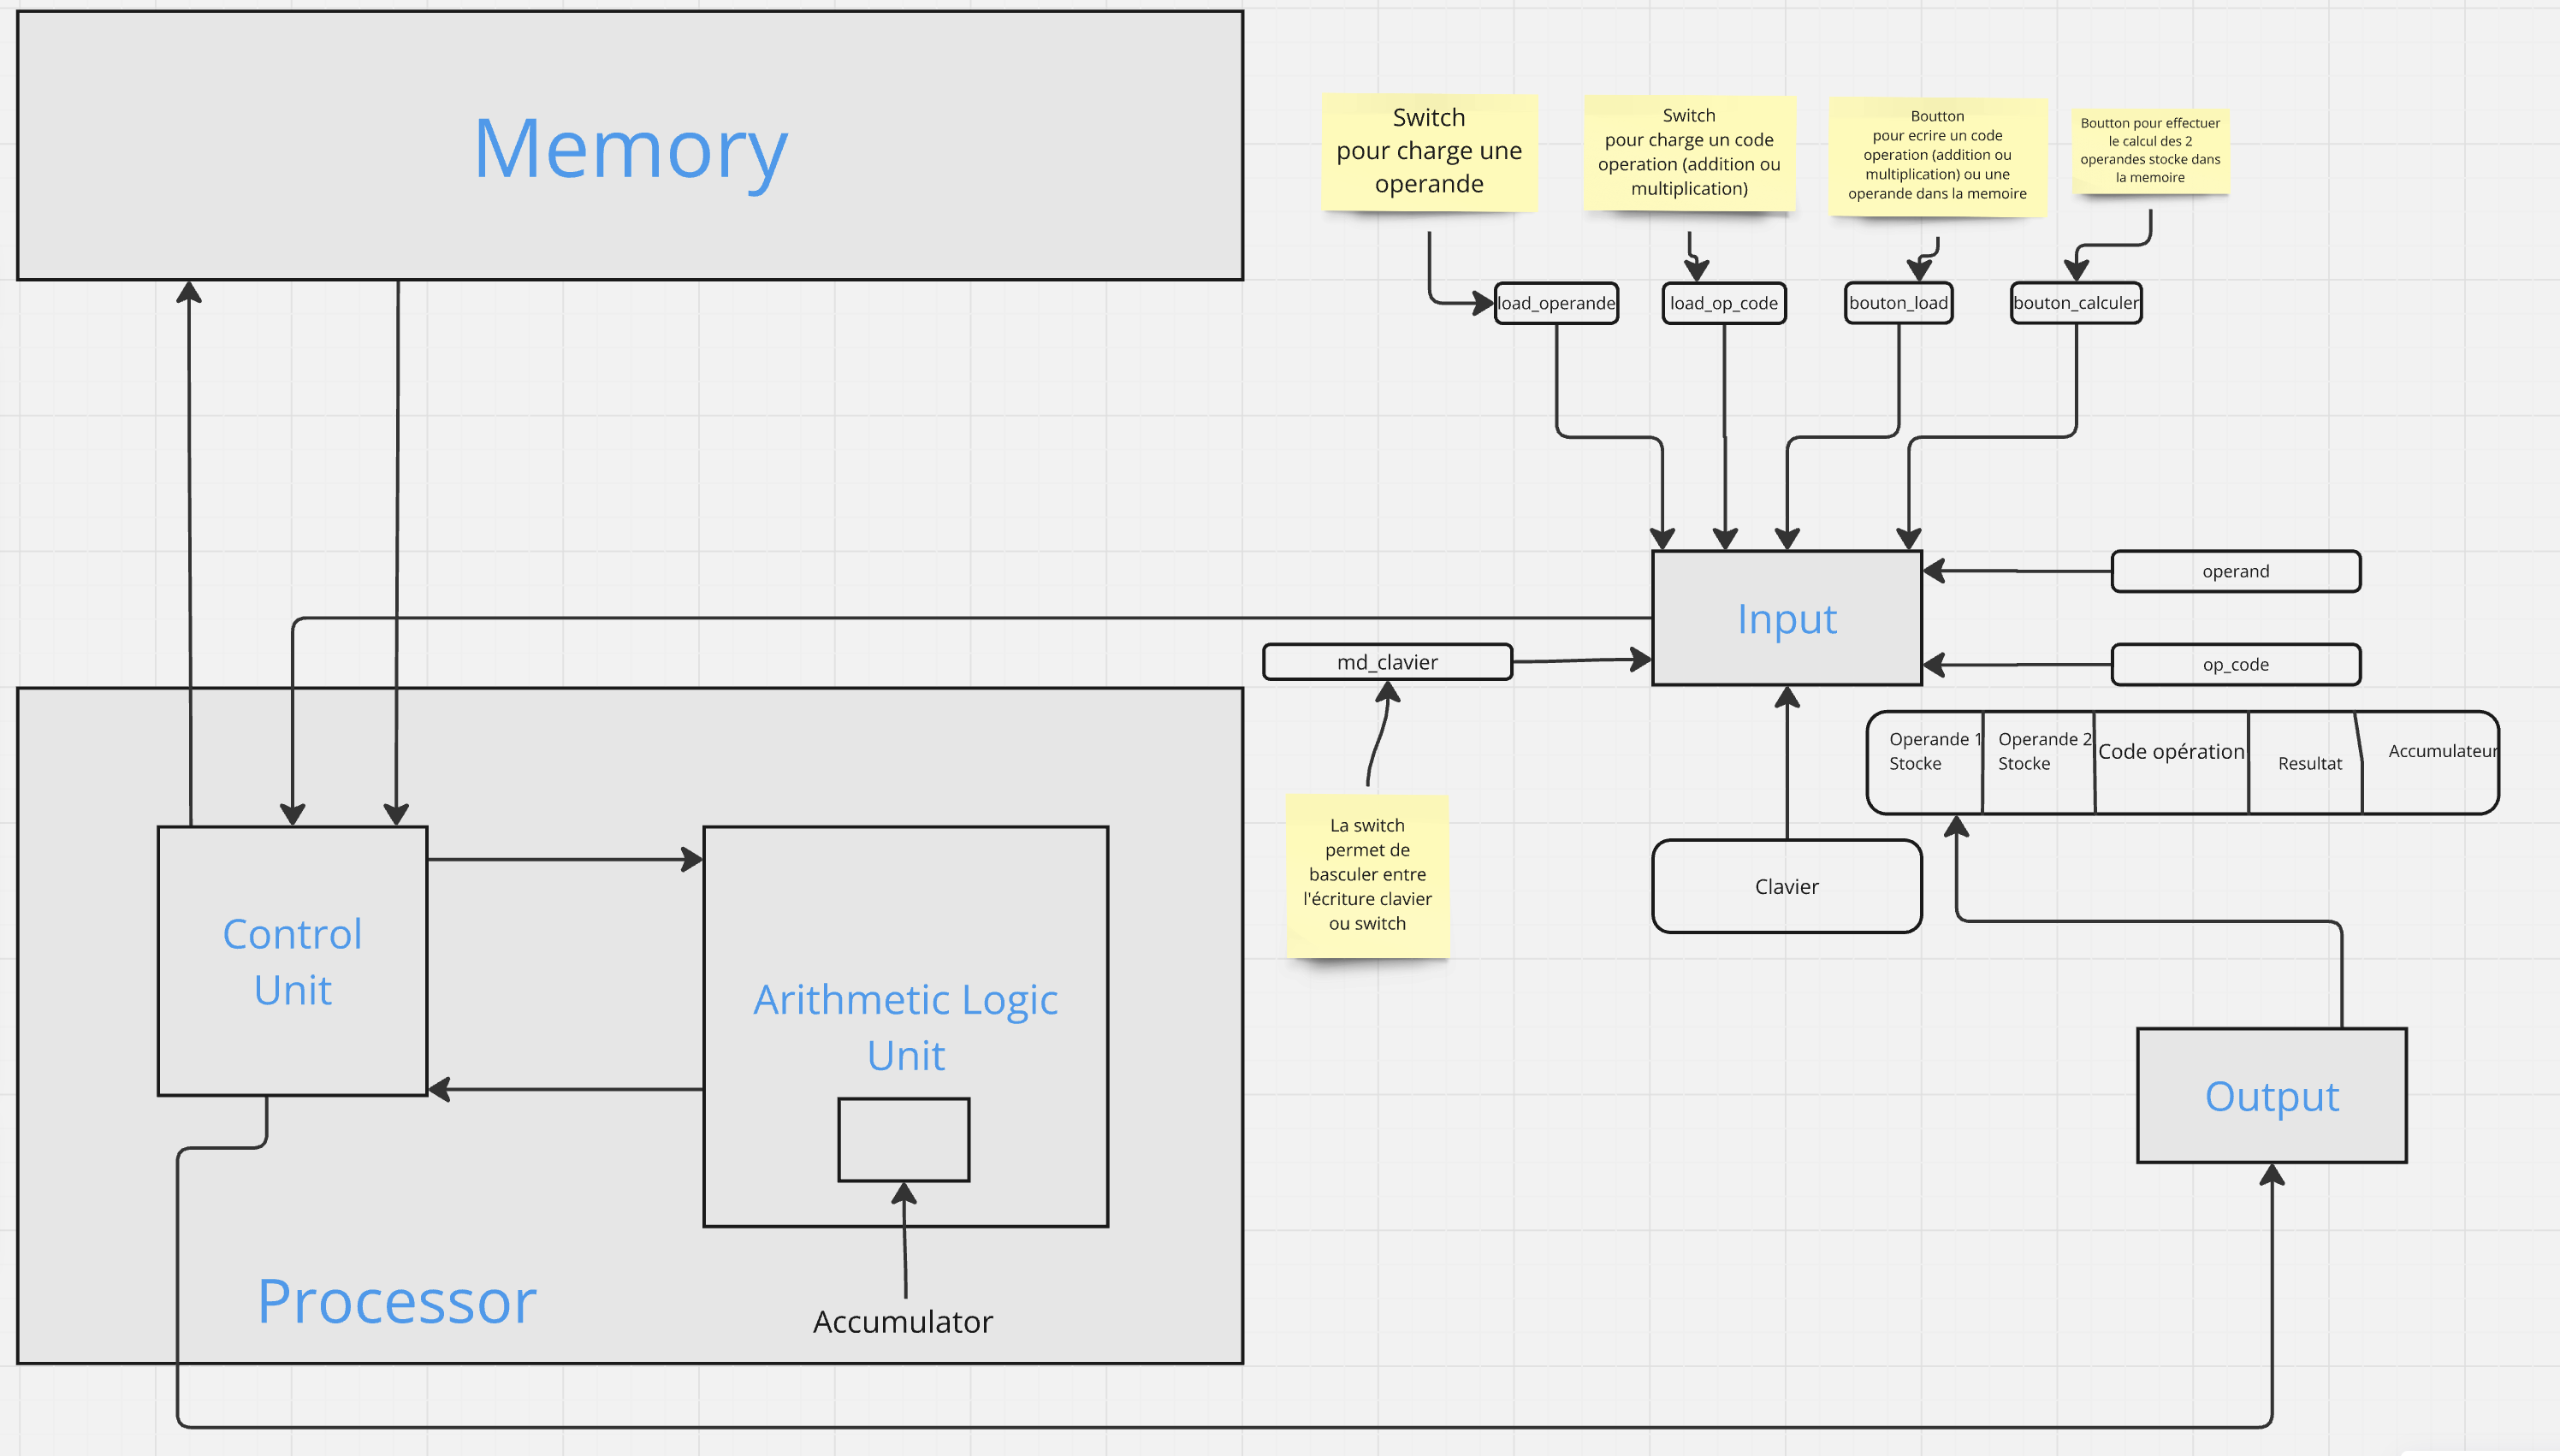 Memory
Switch
pour charge une
operande
Switch
pour charge un code
operation (addition ou
multiplication)
Boutton
pour ecrire un code
operation (addition ou
multiplication) ou une
operande dans la memoire
Boutton pour effectuer
le calcul des 2
operandes stocke dans
la memoire
load_operande
load_op_code
bouton_load
bouton_calculer
Input
operand
op_code
md_clavier
La switch
permet de
basculer entre
l'écriture clavier
ou switch
Clavier
Operande 1
Stocke
Operande 2
Stocke
Code opération
Resultat
Accumulateur
Control
Unit
Arithmetic Logic
Unit
Accumulator
Processor
Output